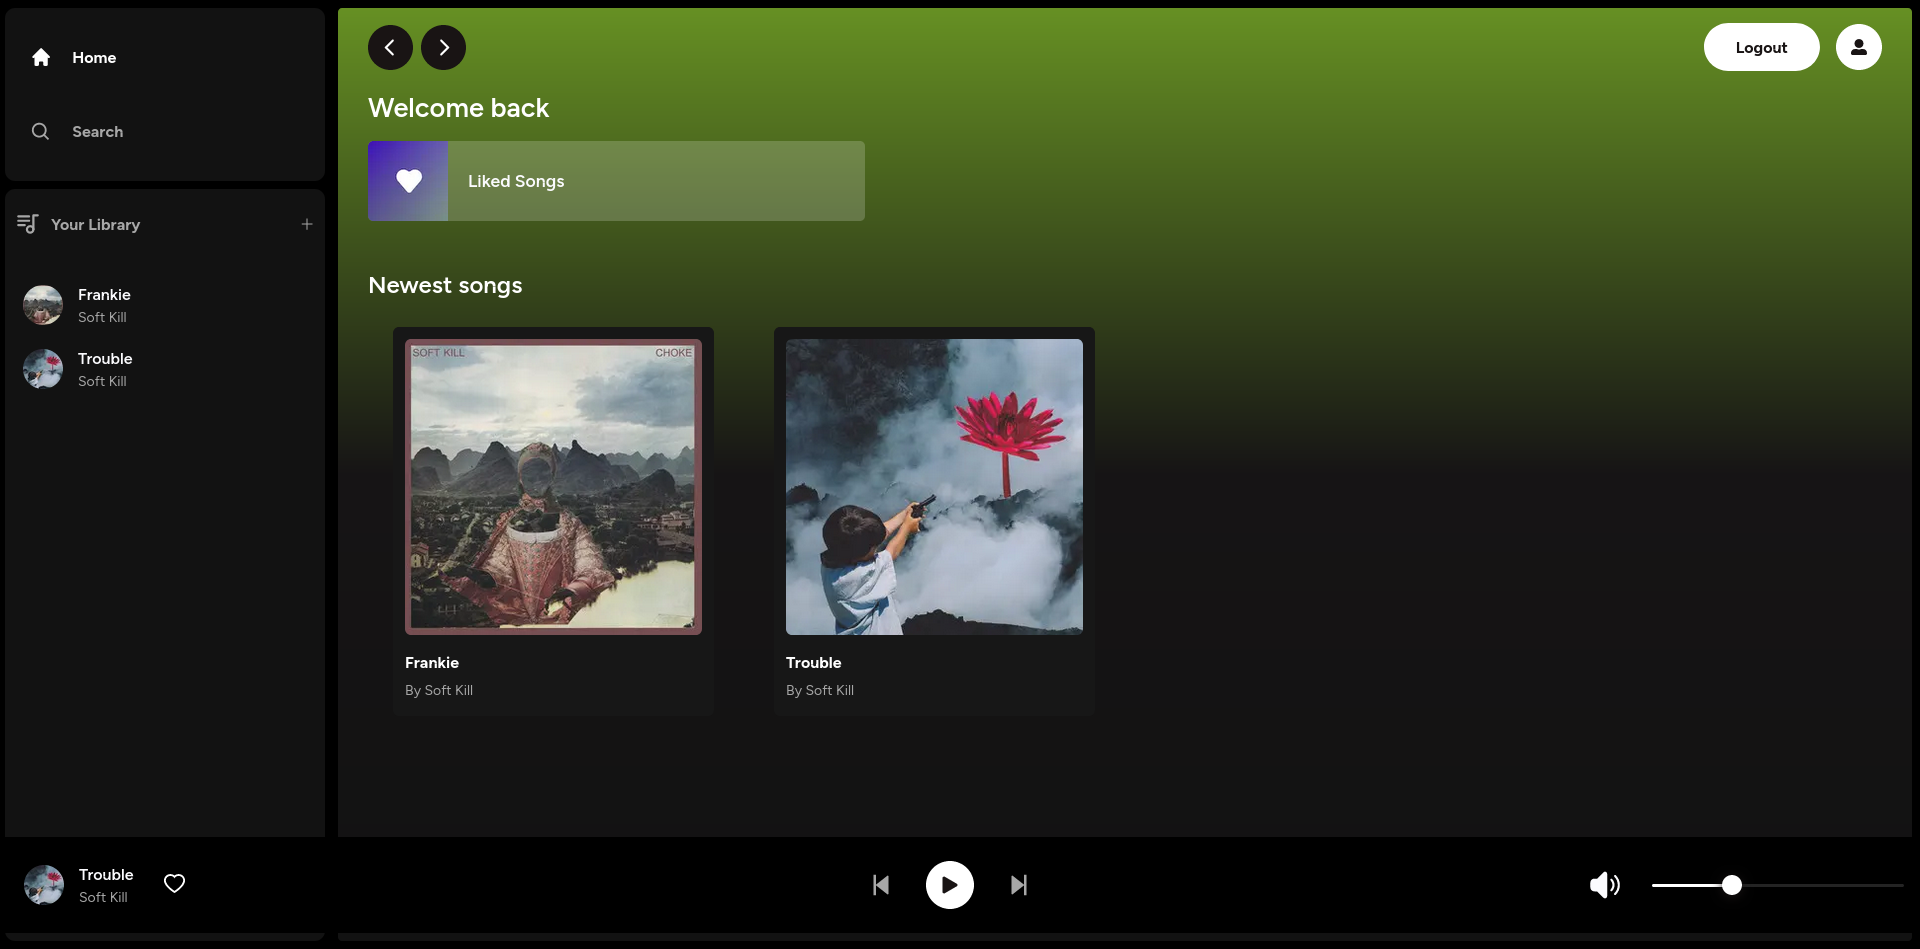 Home
Search
Your Library
Frankie
Soft Kill
Trouble
Soft Kill
Logout
Welcome back
Liked Songs
Newest songs
SOFT KILL CHOKE
Frankie
By Soft Kill
Trouble
By Soft Kill
Trouble
Soft Kill